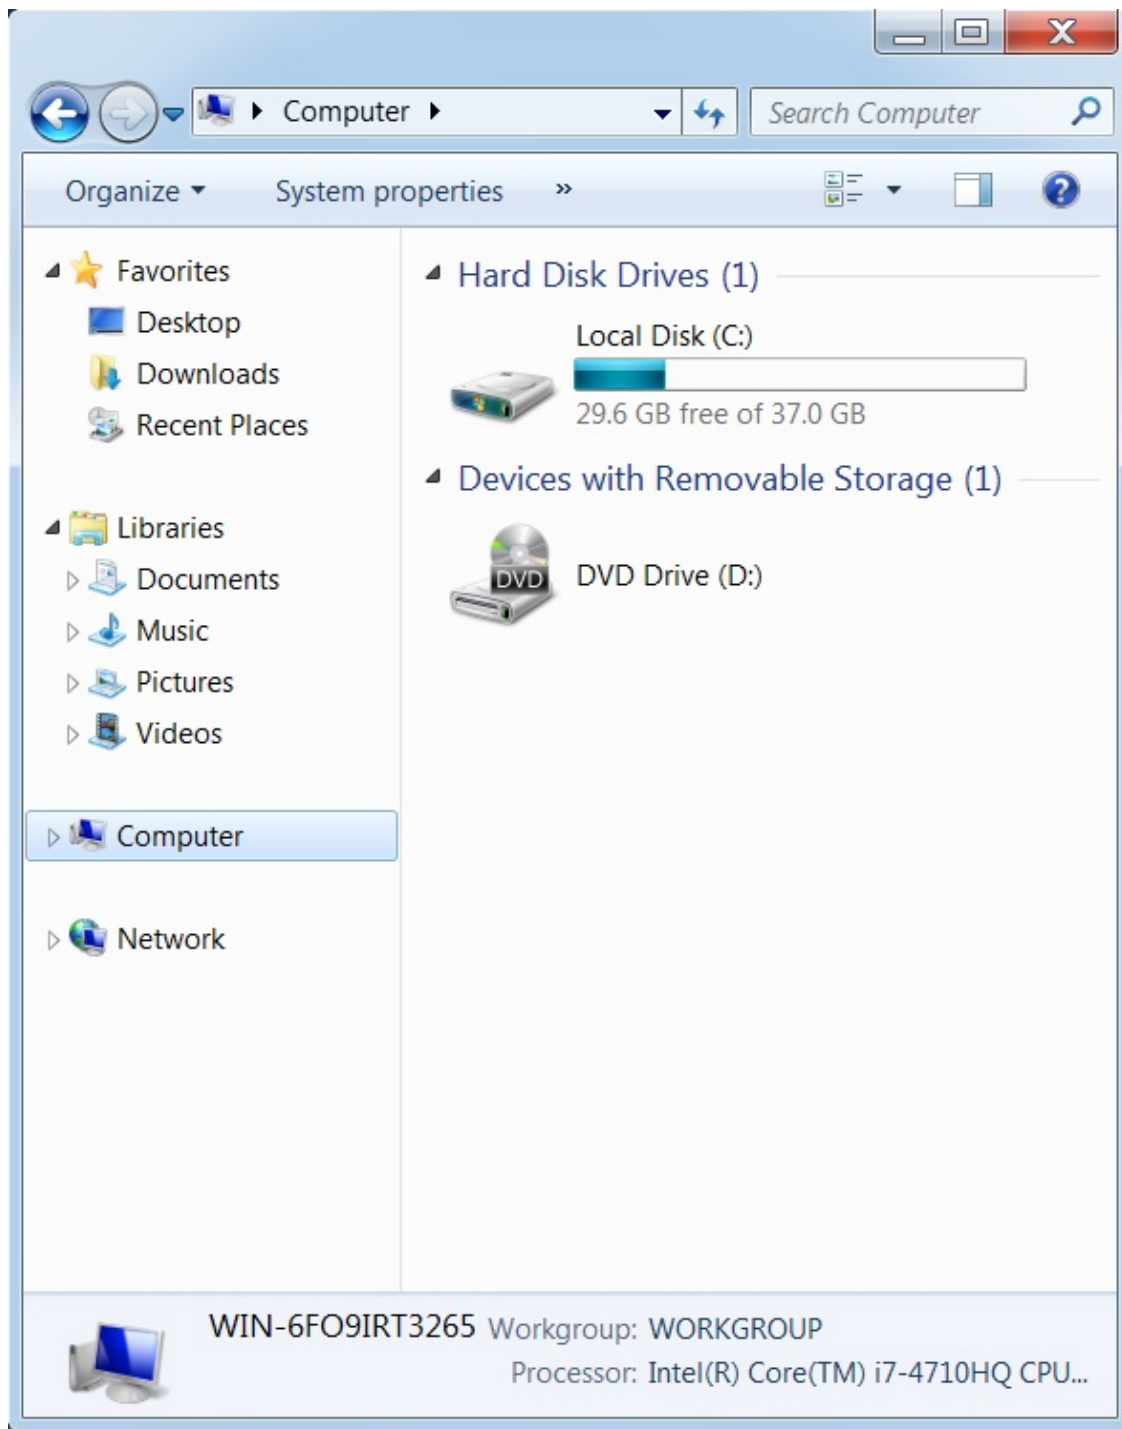 Computer
Search Computer
Organize
System properties
»
Favorites
Desktop
Downloads
Recent Places
Libraries
Documents
Music
Pictures
Videos
Computer
Network
Hard Disk Drives (1)
Local Disk (C:)
29.6 GB free of 37.0 GB
Devices with Removable Storage (1)
DVD
DVD Drive (D:)
WIN-6FO9IRT3265 Workgroup: WORKGROUP
Processor: Intel(R) Core(TM) i7-4710HQ CPU...